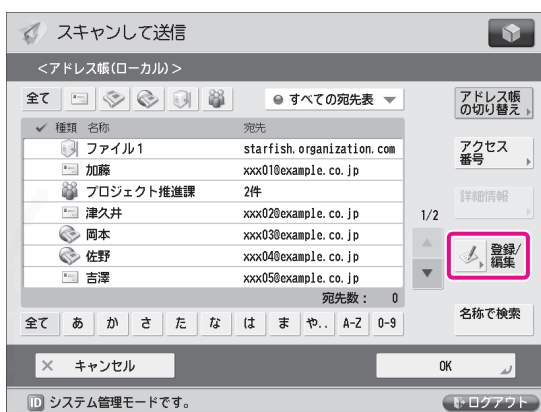 スキャンして送信
<アドレス帳(ローカル)>
全て
すべての宛先表
アドレス帳
の切り替え
種類 名称 宛先
ファイル1 starfish.organization.com
加藤 xxx01@example.co.jp
プロジェクト推進課 2件
津久井 xxx02@example.co.jp
岡本 xxx03@example.co.jp
佐野 xxx04@example.co.jp
吉澤 xxx05@example.co.jp
宛先数: 0
1/2
アクセス
番号
詳細情報
登録/
編集
名称で検索
全て あ か さ た な は ま や.. A-Z 0-9
キャンセル OK
ID システム管理モードです。 ログアウト